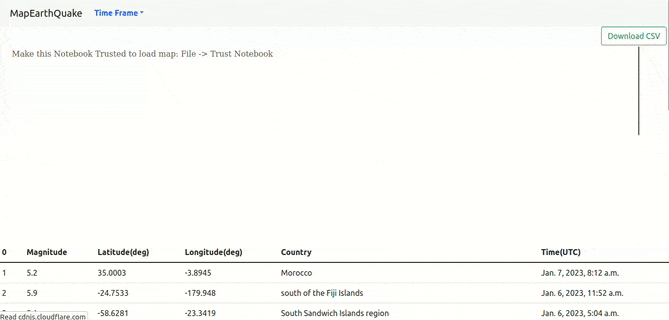 MapEarthQuake Time Frame
Download CSV
Make this Notebook Trusted to load map: File -> Trust Notebook
0 Magnitude Latitude(deg) Longitude(deg) Country Time(UTC)
1 5.2 35.0003 -3.8945 Morocco Jan. 7, 2023, 8:12 a.m.
2 5.9 -24.7533 -179.948 south of the Fiji Islands Jan. 6, 2023, 11:52 a.m.
-58.6281 -23.3419 South Sandwich Islands region Jan. 6, 2023, 5:04 a.m.
Read cdnjs.cloudflare.com